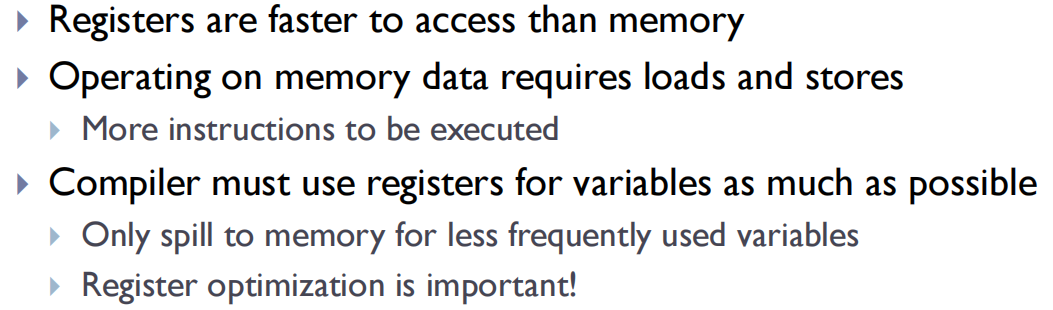 Registers are faster to access than memory
Operating on memory data requires loads and stores
More instructions to be executed
Compiler must use registers for variables as much as possible
Only spill to memory for less frequently used variables
Register optimization is important!